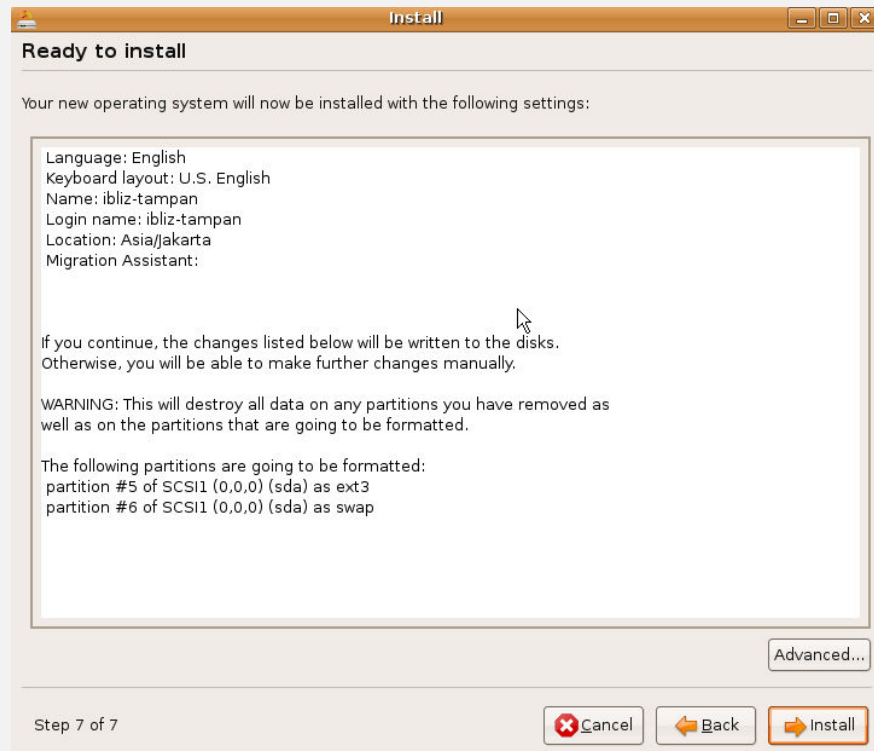 Install
Ready to install
Your new operating system will now be installed with the following settings:
Language: English
Keyboard layout: U.S. English
Name: ibliz-tampan
Login name: ibliz-tampan
Location: Asia/Jakarta
Migration Assistant:
If you continue, the changes listed below will be written to the disks.
Otherwise, you will be able to make further changes manually.
WARNING: This will destroy all data on any partitions you have removed as
well as on the partitions that are going to be formatted.
The following partitions are going to be formatted:
partition #5 of SCSI1 (0,0,0) (sda) as ext3
partition #6 of SCSI1 (0,0,0) (sda) as swap
Advanced...
Step 7 of 7
Cancel
Back
Install